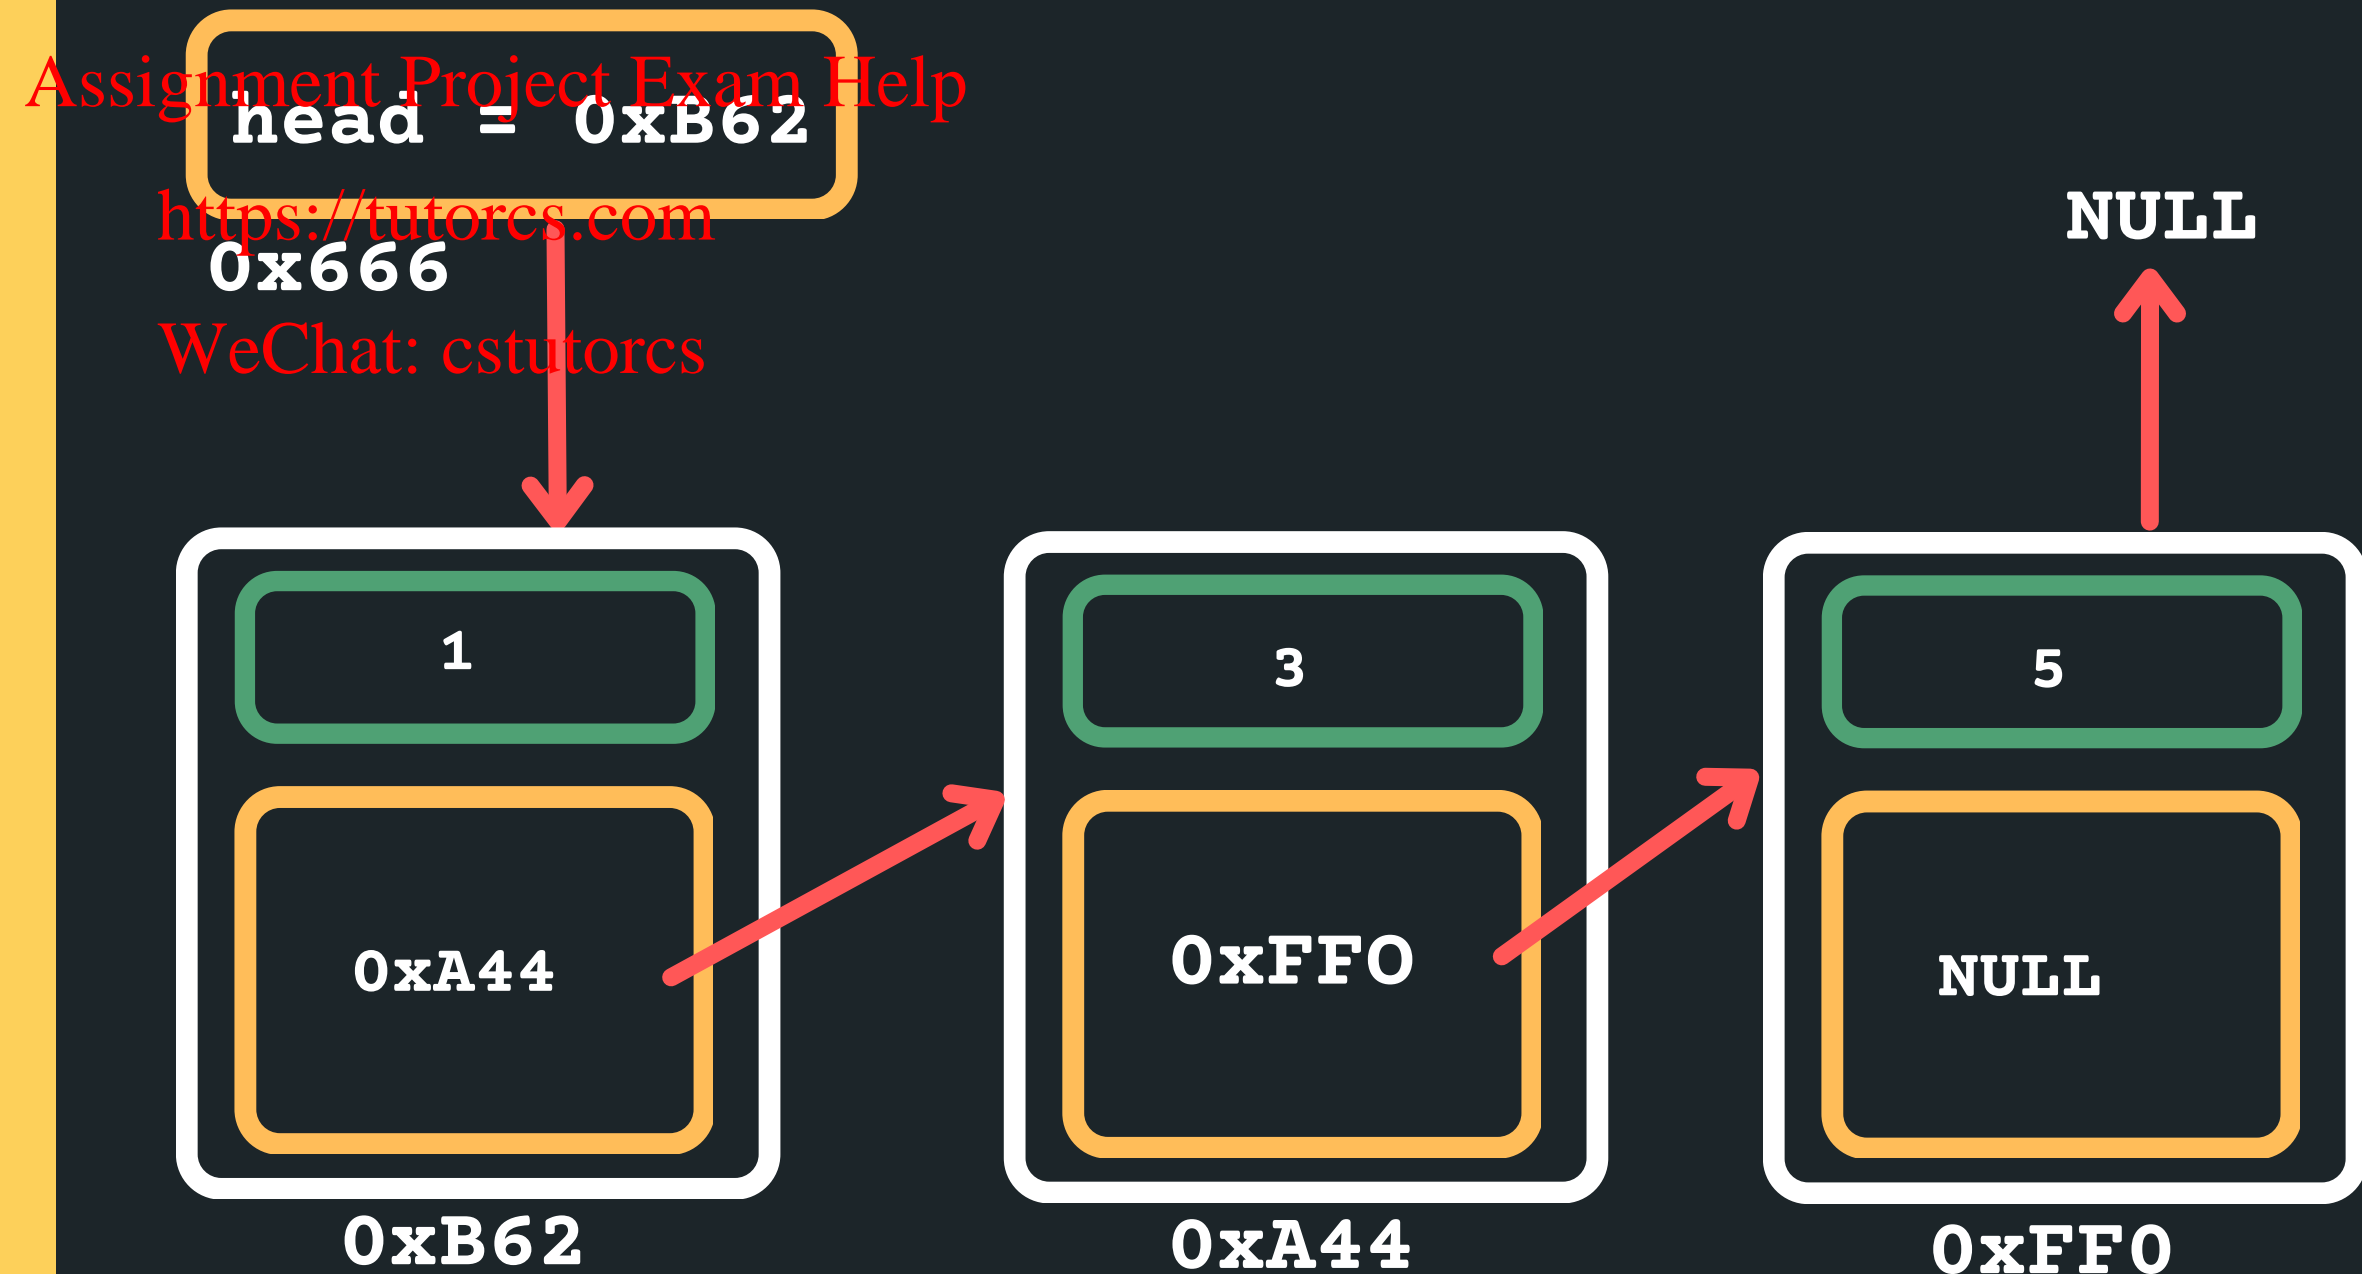 Assignment Project Exam Help
head = 0xB62
https://tutorcs.com
0x666
WeChat: cstutorcs
NULL
1
3
5
0xA44
0xFFO
NULL
0xB62
0xA44
0xFF0